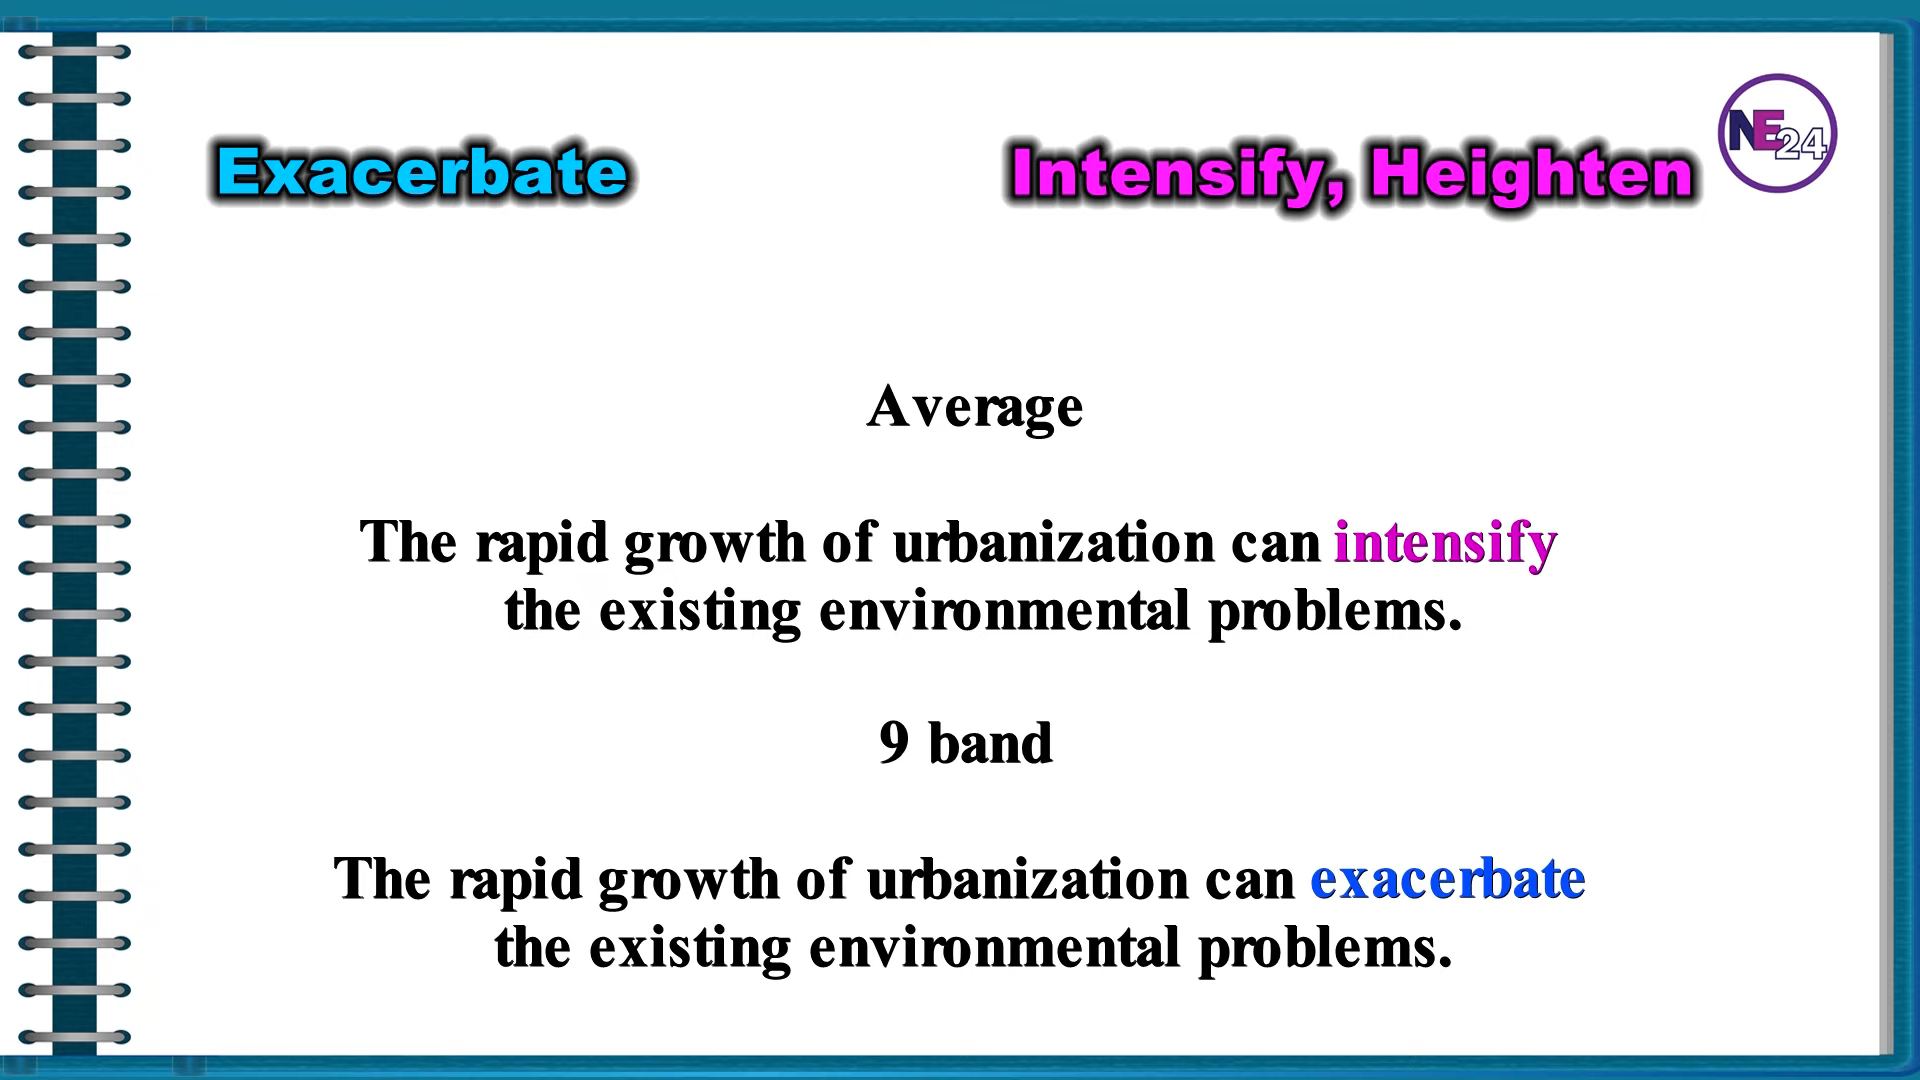 Exacerbate
Intensify, Heighten
NE24
Average
The rapid growth of urbanization can intensify
the existing environmental problems.
9 band
The rapid growth of urbanization can exacerbate
the existing environmental problems.